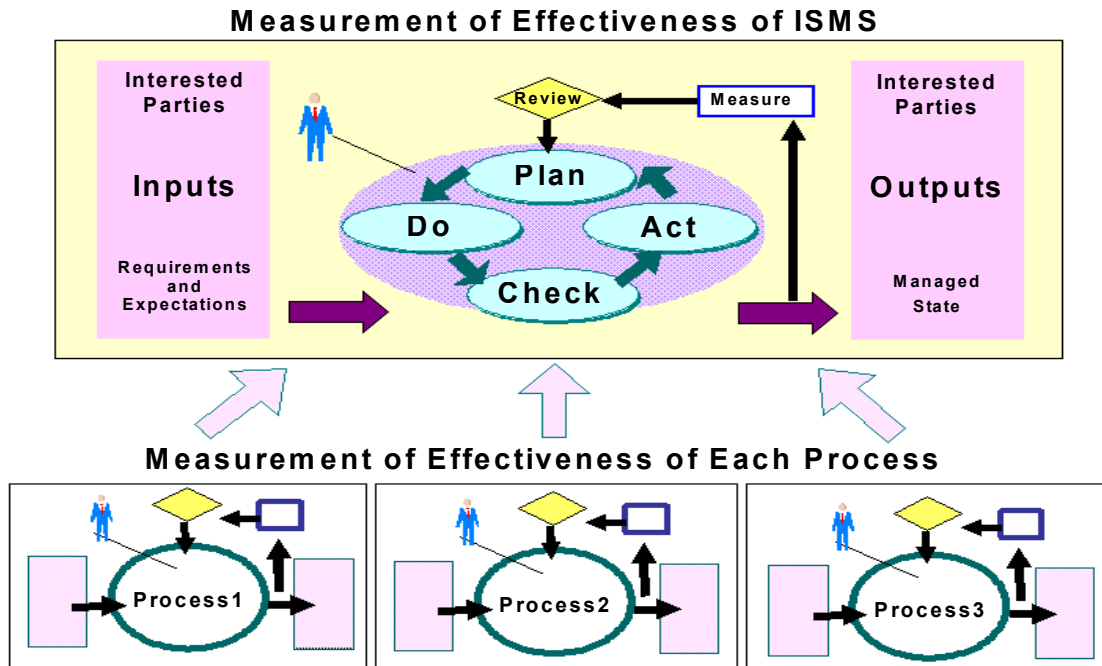 Measurement of Effectiveness of ISMS
Interested
Parties
Inputs
Requirements
and
Expectations
Review
Measure
Plan
Do
Act
Check
Interested
Parties
Outputs
Managed
State
Measurement of Effectiveness of Each Process
Process1
Process2
Process3